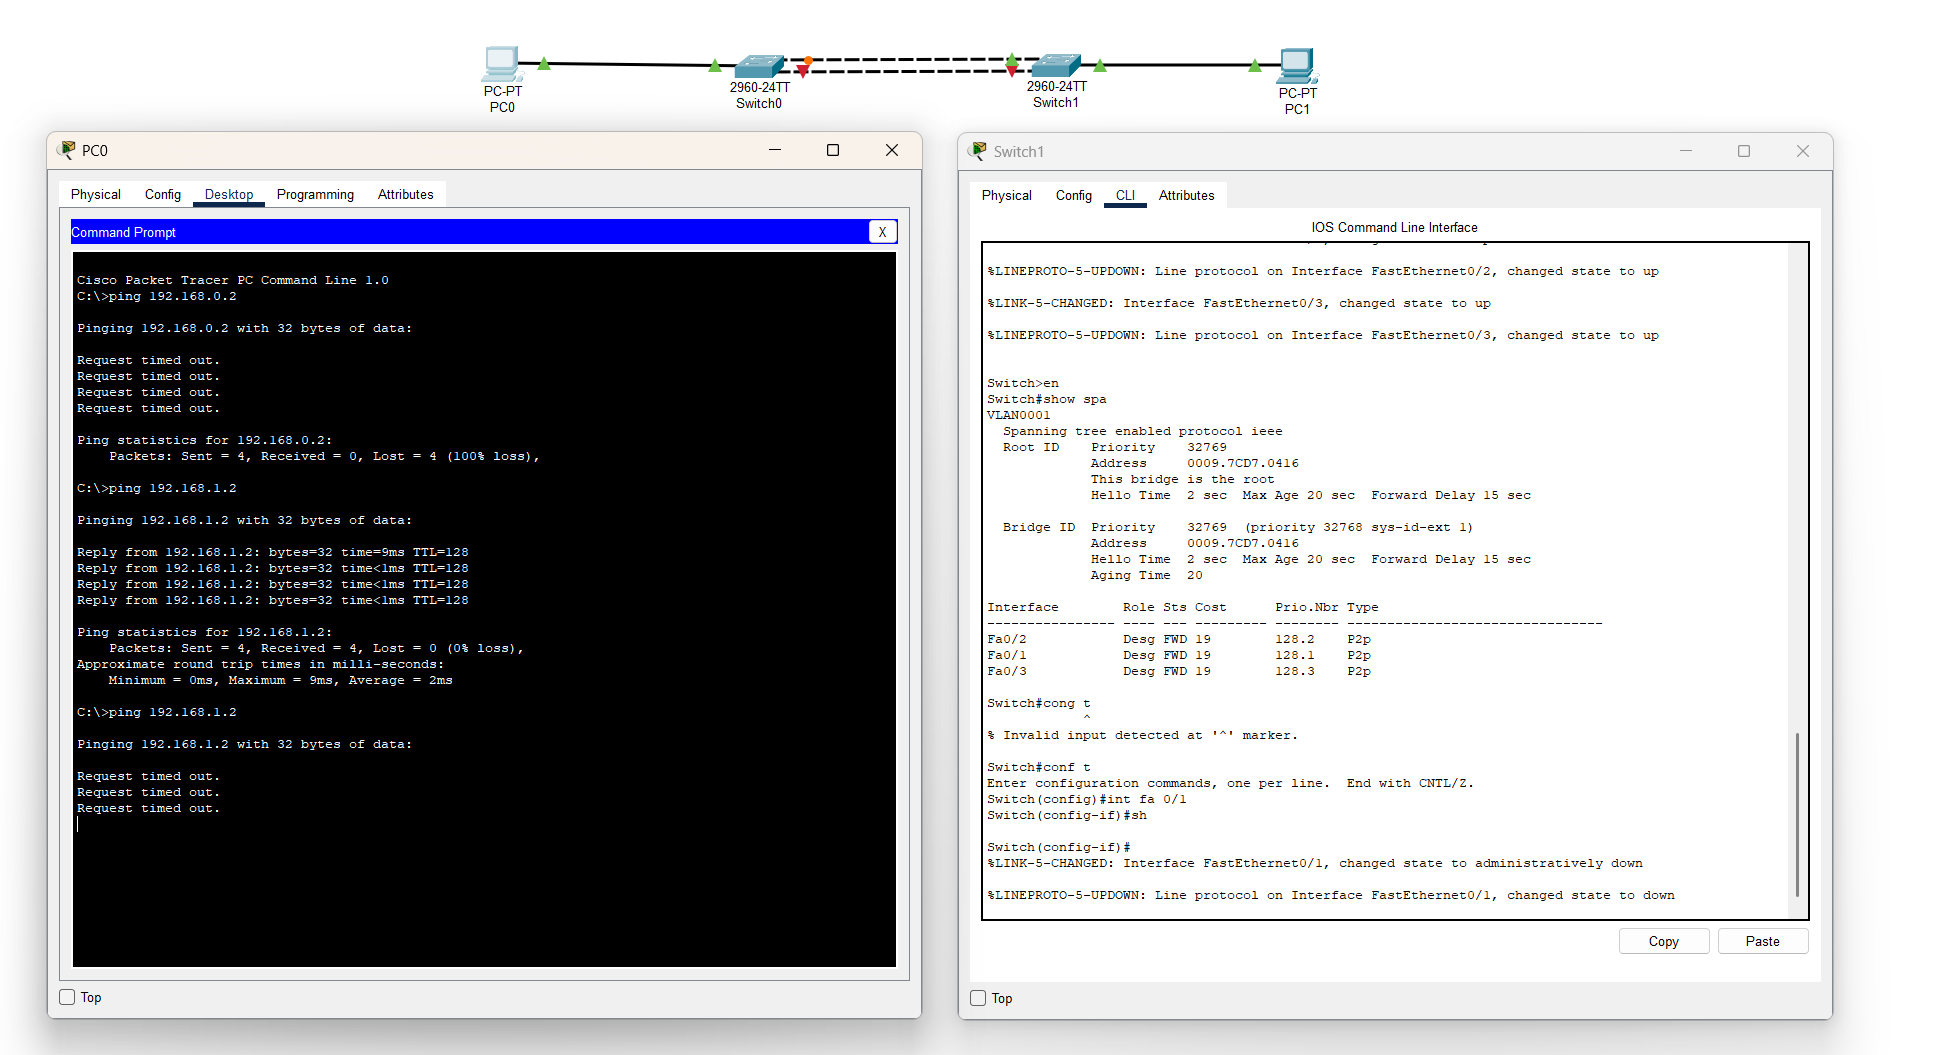 PC-PT
PC0
2960-24TT
Switch0
2960-24TT
Switch1
PC-PT
PC1
PC0
Physical Config Desktop Programming Attributes
Command Prompt
X
Cisco Packet Tracer PC Command Line 1.0
C:\>ping 192.168.0.2
Pinging 192.168.0.2 with 32 bytes of data:
Request timed out.
Request timed out.
Request timed out.
Request timed out.
Ping statistics for 192.168.0.2:
Packets: Sent = 4, Received = 0, Lost = 4 (100% loss),
C:\>ping 192.168.1.2
Pinging 192.168.1.2 with 32 bytes of data:
Reply from 192.168.1.2: bytes=32 time=9ms TTL=128
Reply from 192.168.1.2: bytes=32 time<1ms TTL=128
Reply from 192.168.1.2: bytes=32 time<1ms TTL=128
Reply from 192.168.1.2: bytes=32 time<1ms TTL=128
Ping statistics for 192.168.1.2:
Packets: Sent = 4, Received = 4, Lost = 0 (0% loss),
Approximate round trip times in milli-seconds:
Minimum = 0ms, Maximum = 9ms, Average = 2ms
C:\>ping 192.168.1.2
Pinging 192.168.1.2 with 32 bytes of data:
Request timed out.
Request timed out.
Request timed out.
Top
Switch1
Physical Config CLI Attributes
IOS Command Line Interface
%LINEPROTO-5-UPDOWN: Line protocol on Interface FastEthernet0/2, changed state to up
%LINK-5-CHANGED: Interface FastEthernet0/3, changed state to up
%LINEPROTO-5-UPDOWN: Line protocol on Interface FastEthernet0/3, changed state to up
Switch>en
Switch#show spa
VLAN0001
Spanning tree enabled protocol ieee
Root ID Priority 32769
Address 0009.7CD7.0416
This bridge is the root
Hello Time 2 sec Max Age 20 sec Forward Delay 15 sec
Bridge ID Priority 32769 (priority 32768 sys-id-ext 1)
Address 0009.7CD7.0416
Hello Time 2 sec Max Age 20 sec Forward Delay 15 sec
Aging Time 20
Interface Role Sts Cost Prio.Nbr Type
---------------- ---- --- --------- -------- --------------------------------
Fa0/2 Desg FWD 19 128.2 P2p
Fa0/1 Desg FWD 19 128.1 P2p
Fa0/3 Desg FWD 19 128.3 P2p
Switch#cong t
^
% Invalid input detected at '^' marker.
Switch#conf t
Enter configuration commands, one per line. End with CNTL/Z.
Switch(config)#int fa 0/1
Switch(config-if)#sh
Switch(config-if)#
%LINK-5-CHANGED: Interface FastEthernet0/1, changed state to administratively down
%LINEPROTO-5-UPDOWN: Line protocol on Interface FastEthernet0/1, changed state to down
Copy Paste
Top